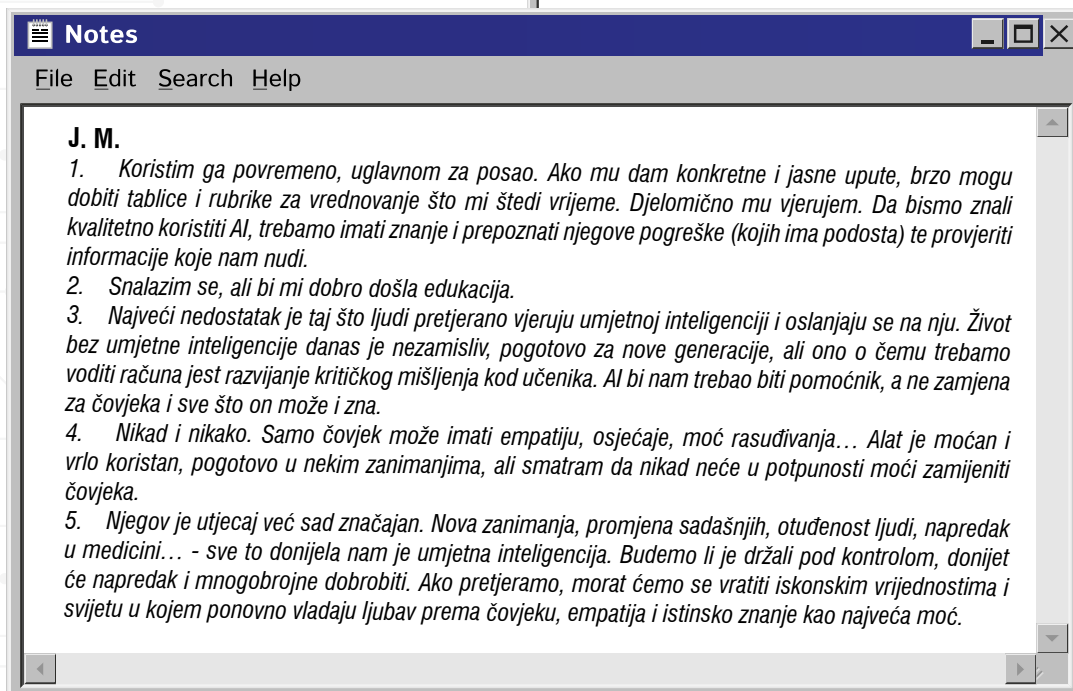 Notes
File Edit Search Help
J. M.
1. Koristim ga povremeno, uglavnom za posao. Ako mu dam konkretne i jasne upute, brzo mogu
dobiti tablice i rubrike za vrednovanje što mi štedi vrijeme. Djelomično mu vjerujem. Da bismo znali
kvalitetno koristiti AI, trebamo imati znanje i prepoznati njegove pogreške (kojih ima podosta) te provjeriti
informacije koje nam nudi.
2. Snalazim se, ali bi mi dobro došla edukacija.
3. Najveći nedostatak je taj što ljudi pretjerano vjeruju umjetnoj inteligenciji i oslanjaju se na nju. Život
bez umjetne inteligencije danas je nezamisliv, pogotovo za nove generacije, ali ono o čemu trebamo
voditi računa jest razvijanje kritičkog mišljenja kod učenika. AI bi nam trebao biti pomoćnik, a ne zamjena
za čovjeka i sve što on može i zna.
4. Nikad i nikako. Samo čovjek može imati empatiju, osjećaje, moć rasuđivanja… Alat je moćan i
vrlo koristan, pogotovo u nekim zanimanjima, ali smatram da nikad neće u potpunosti moći zamijeniti
čovjeka.
5. Njegov je utjecaj već sad značajan. Nova zanimanja, promjena sadašnjih, otuđenost ljudi, napredak
u medicini… - sve to donijela nam je umjetna inteligencija. Budemo li je držali pod kontrolom, donijet
će napredak i mnogobrojne dobrobiti. Ako pretjeramo, morat ćemo se vratiti iskonskim vrijednostima i
svijetu u kojem ponovno vladaju ljubav prema čovjeku, empatija i istinsko znanje kao najveća moć.